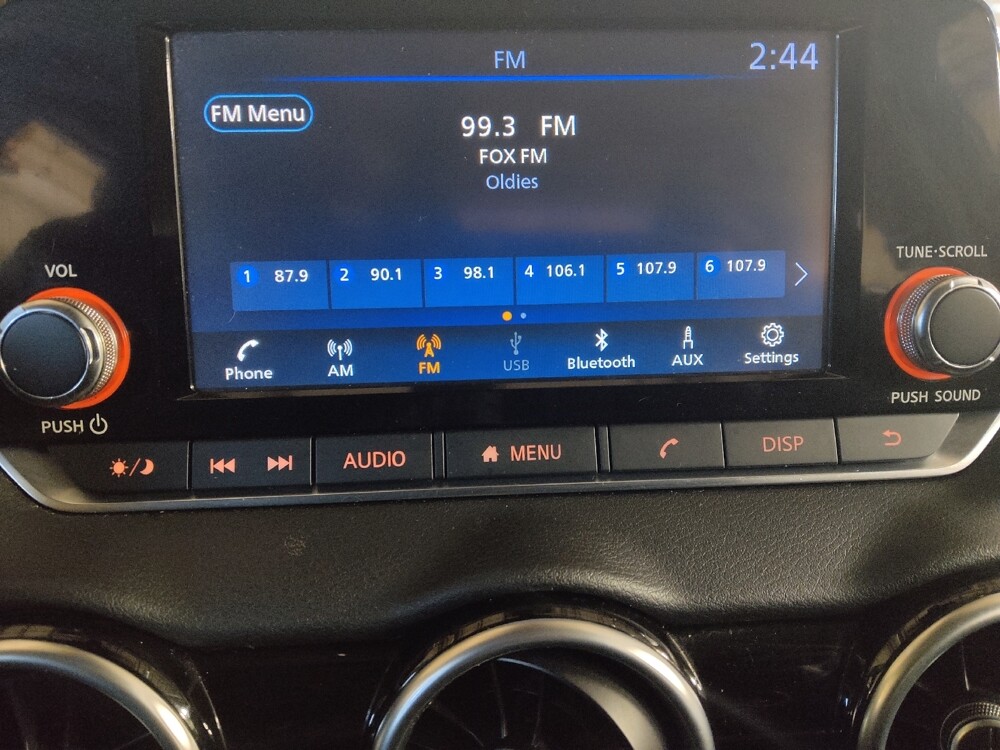 FM
2:44
FM Menu
99.3 FM
FOX FM
Oldies
VOL
TUNE·SCROLL
1 87.9 2 90.1 3 98.1 4 106.1 5 107.9 6 107.9
Phone AM FM USB Bluetooth AUX Settings
PUSH
PUSH SOUND
AUDIO MENU DISP